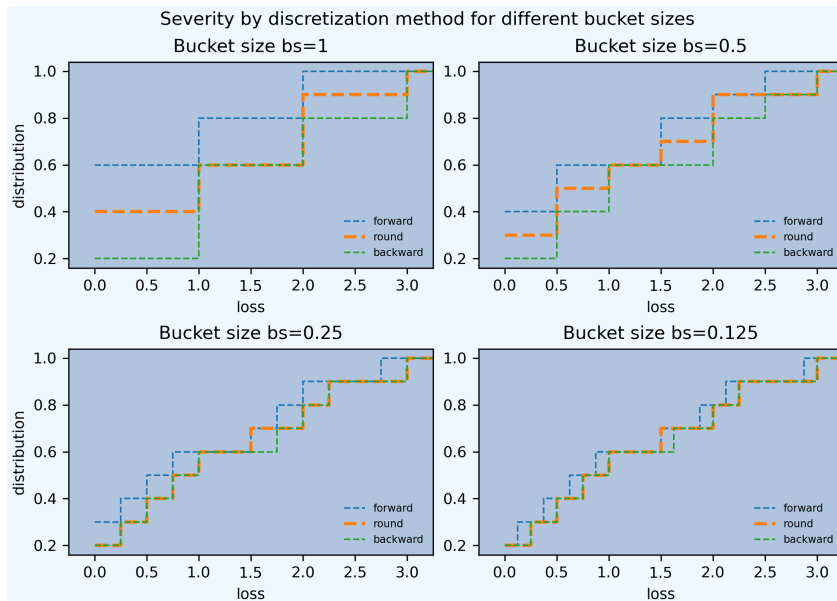 Severity by discretization method for different bucket sizes
Bucket size bs=1
1.0
0.8
0.6
0.4
0.2
distribution
0.0 0.5 1.0 1.5 2.0 2.5 3.0
loss
forward
round
backward
Bucket size bs=0.5
1.0
0.8
0.6
0.4
0.2
0.0 0.5 1.0 1.5 2.0 2.5 3.0
loss
forward
round
backward
Bucket size bs=0.25
1.0
0.8
0.6
0.4
0.2
distribution
0.0 0.5 1.0 1.5 2.0 2.5 3.0
loss
forward
round
backward
Bucket size bs=0.125
1.0
0.8
0.6
0.4
0.2
0.0 0.5 1.0 1.5 2.0 2.5 3.0
loss
forward
round
backward